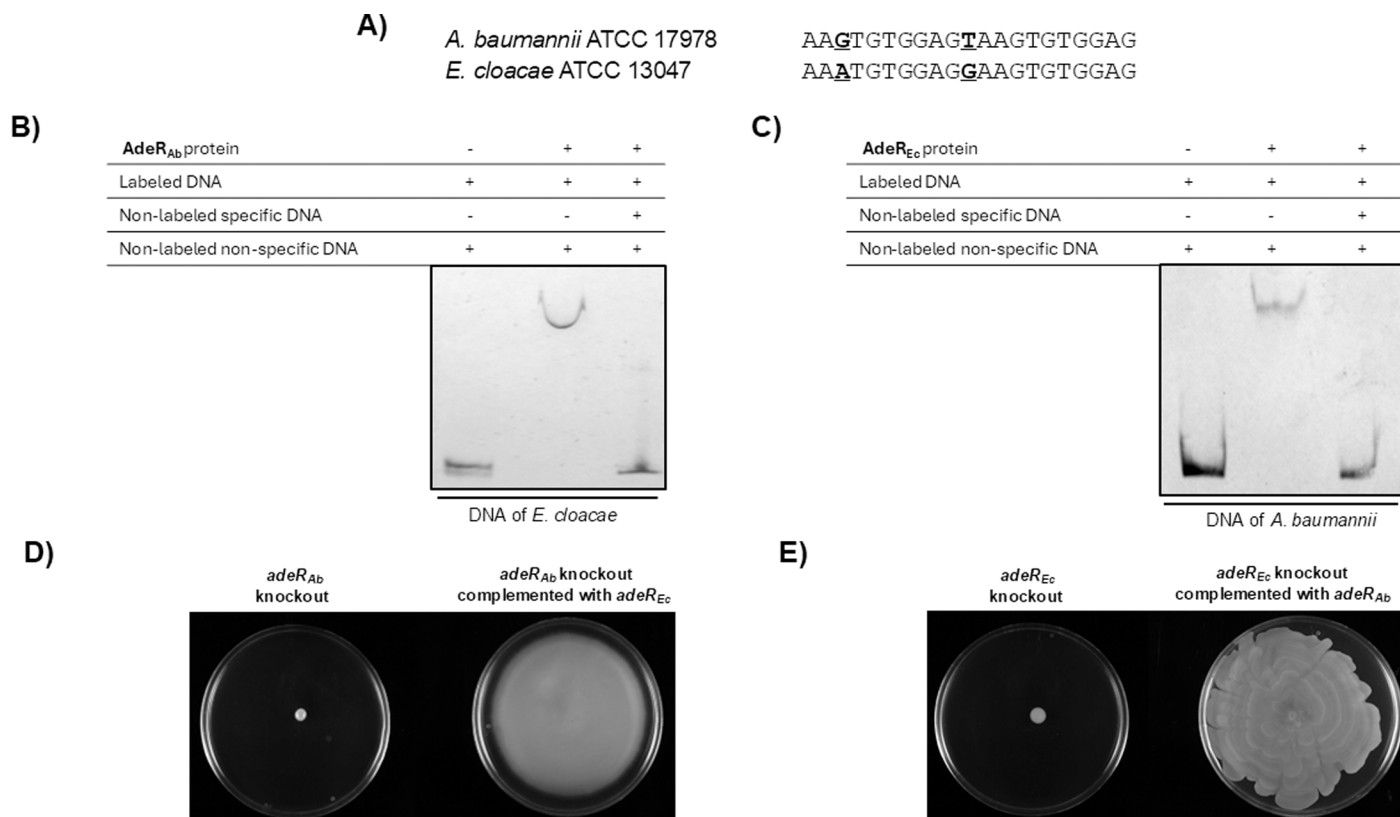 A)
A. baumannii ATCC 17978 AAGTGTGGAGTAAGTGTGGAG
E. cloacae ATCC 13047 AAATGTGGAGGAAGTGTGGAG
B)
AdeRAb protein - + +
Labeled DNA + + +
Non-labeled specific DNA - - +
Non-labeled non-specific DNA + + +
DNA of E. cloacae
C)
AdeREc protein - + +
Labeled DNA + + +
Non-labeled specific DNA - - +
Non-labeled non-specific DNA + + +
DNA of A. baumannii
D)
adeRAb
knockout
adeRAb knockout
complemented with adeREc
E)
adeREc
knockout
adeREc knockout
complemented with adeRAb